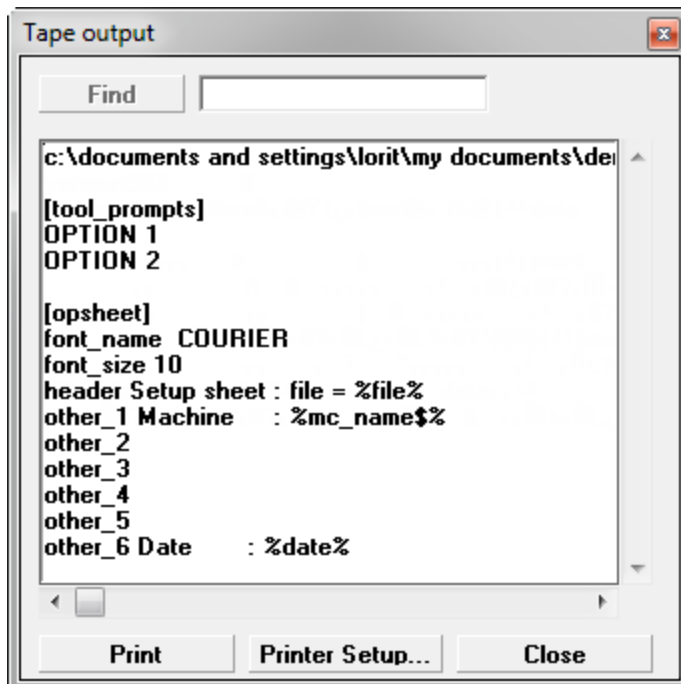 Tape output
Find
c:\documents and settings\lorit\my documents\de
[tool_prompts]
OPTION 1
OPTION 2
[opsheet]
font_name  COURIER
font_size 10
header Setup sheet : file = %file%
other_1 Machine     : %mc_name$%
other_2
other_3
other_4
other_5
other_6 Date       : %date%
Print
Printer Setup...
Close